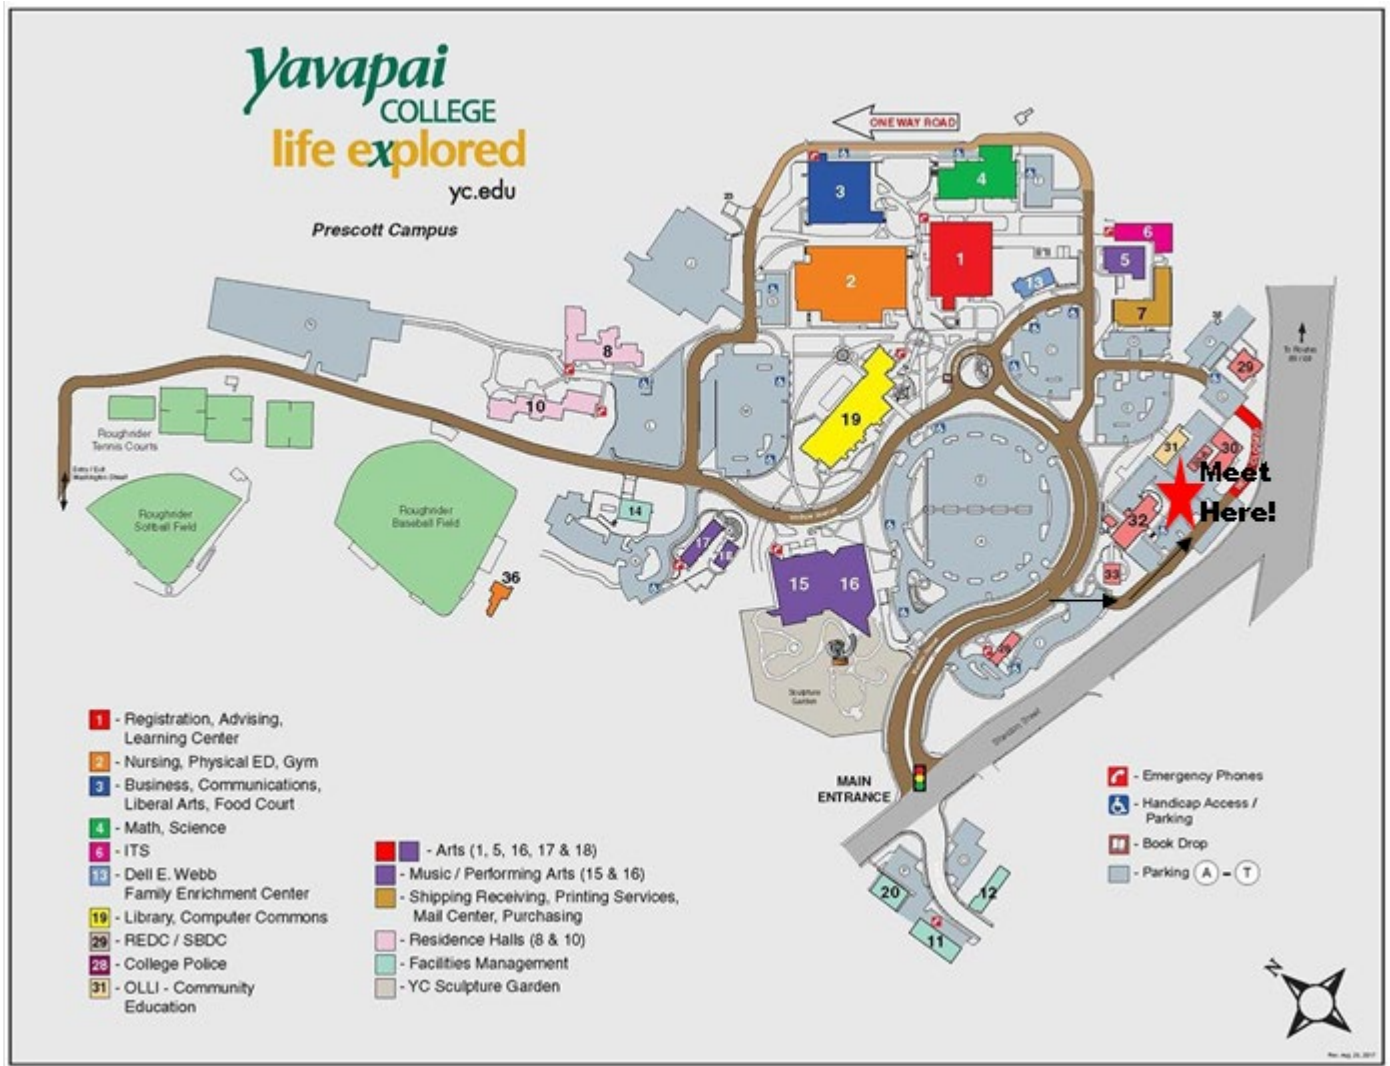 Yavapai
COLLEGE
life explored
yc.edu
Prescott Campus
ONE WAY ROAD
3
4
6
5
1
2
13
7
8
10
19
29
30
31
32
33
Meet
Here!
Roughrider
Tennis Courts
Roughrider
Softball Field
Roughrider
Baseball Field
14
17
18
36
15
16
Sculpture
Garden
MAIN
ENTRANCE
Sheldon Street
20
12
11
1 - Registration, Advising,
Learning Center
2 - Nursing, Physical ED, Gym
3 - Business, Communications,
Liberal Arts, Food Court
4 - Math, Science
6 - ITS
13 - Dell E. Webb
Family Enrichment Center
19 - Library, Computer Commons
29 - REDC / SBDC
28 - College Police
31 - OLLI - Community
Education
- Arts (1, 5, 16, 17 & 18)
- Music / Performing Arts (15 & 16)
- Shipping Receiving, Printing Services,
Mail Center, Purchasing
- Residence Halls (8 & 10)
- Facilities Management
- YC Sculpture Garden
- Emergency Phones
- Handicap Access /
Parking
- Book Drop
- Parking A - T
N